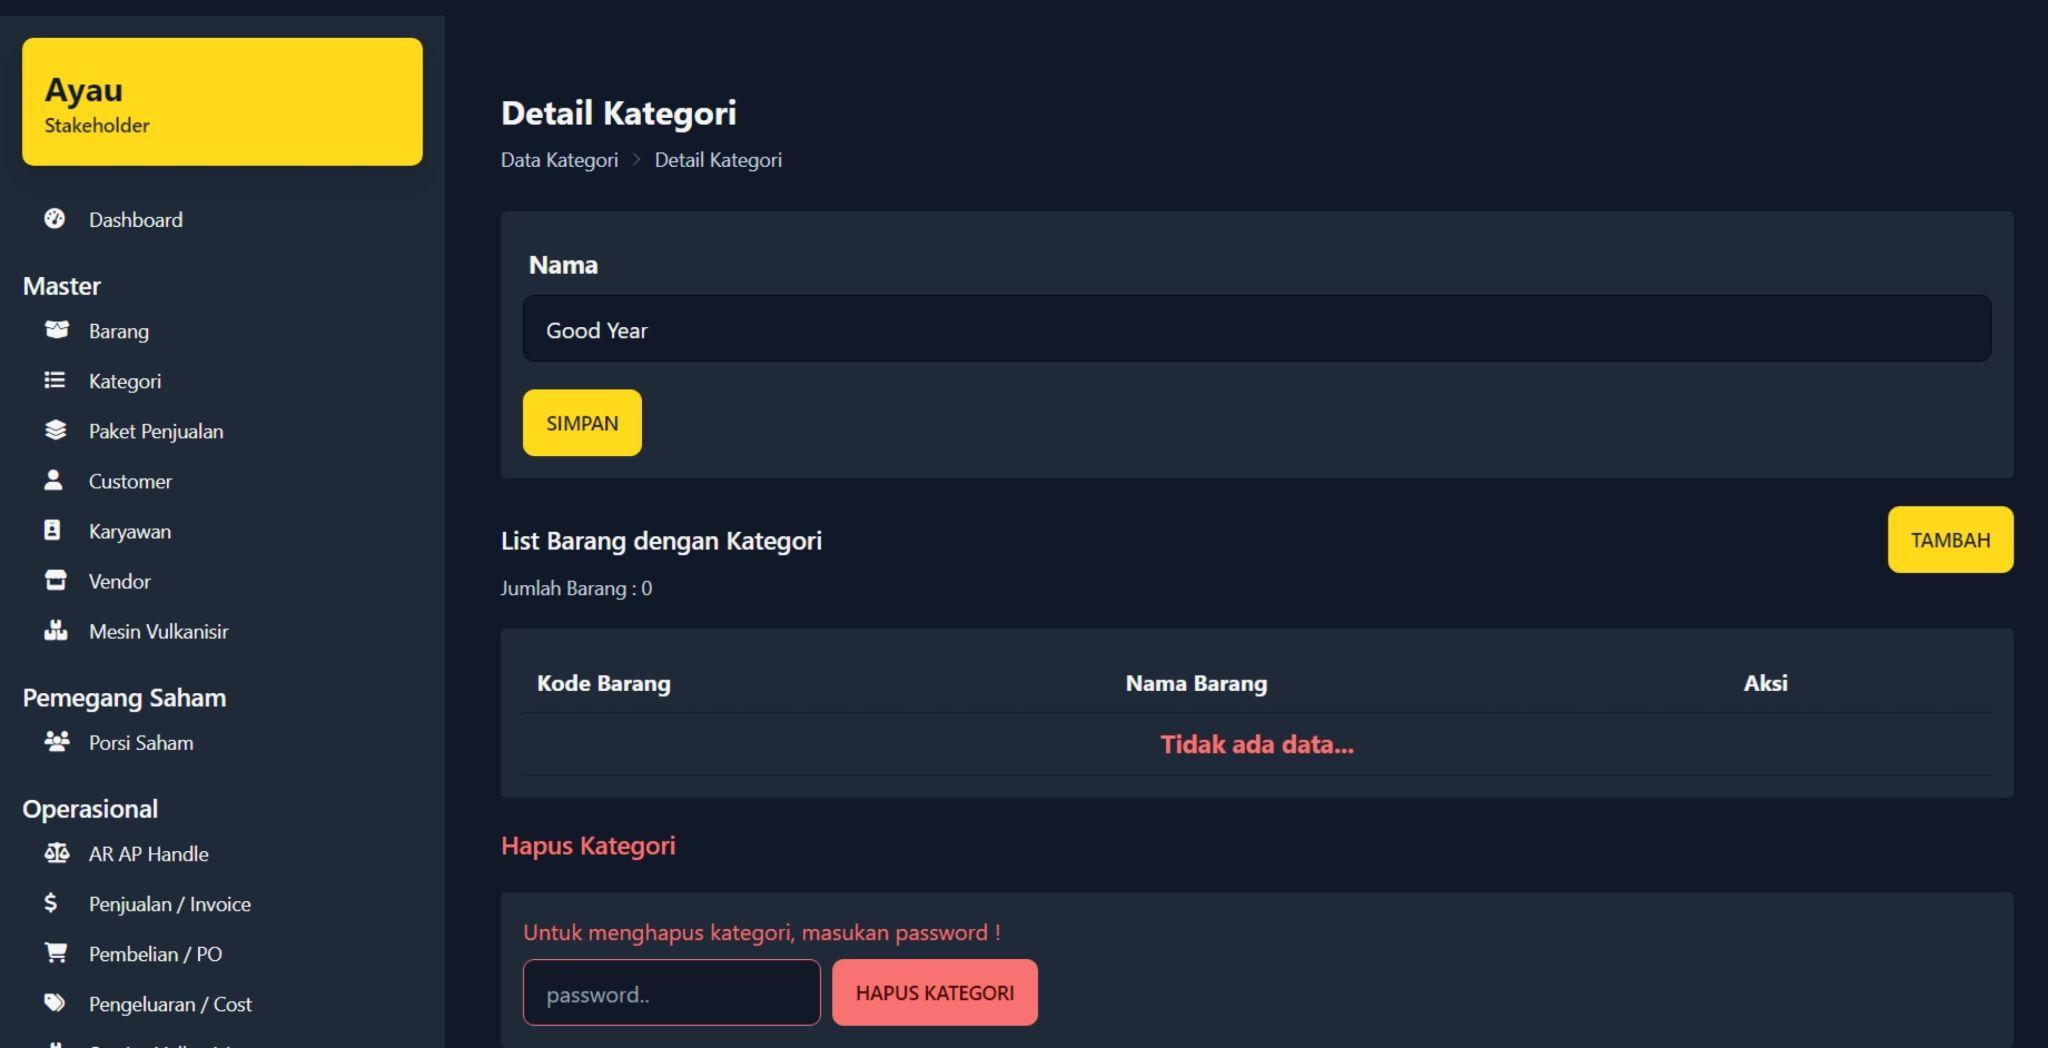 Ayau
Stakeholder
Dashboard
Master
Barang
Kategori
Paket Penjualan
Customer
Karyawan
Vendor
Mesin Vulkanisir
Pemegang Saham
Porsi Saham
Operasional
AR AP Handle
Penjualan / Invoice
Pembelian / PO
Pengeluaran / Cost
Detail Kategori
Data Kategori > Detail Kategori
Nama
Good Year
SIMPAN
List Barang dengan Kategori
TAMBAH
Jumlah Barang : 0
Kode Barang Nama Barang Aksi
Tidak ada data...
Hapus Kategori
Untuk menghapus kategori, masukan password !
password.. HAPUS KATEGORI